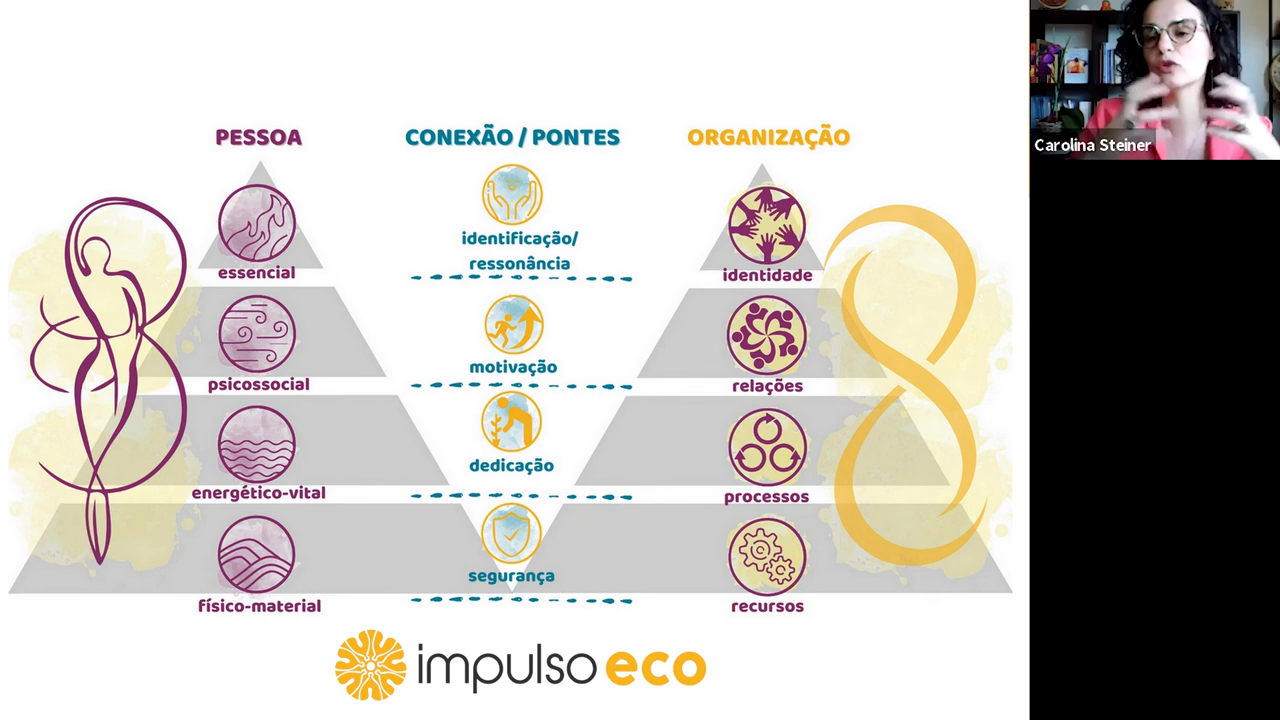 PESSOA
CONEXÃO / PONTES
ORGANIZAÇÃO
Carolina Steiner
essencial
identificação/
ressonância
identidade
psicossocial
motivação
relações
energético-vital
dedicação
processos
físico-material
segurança
recursos
impulso eco